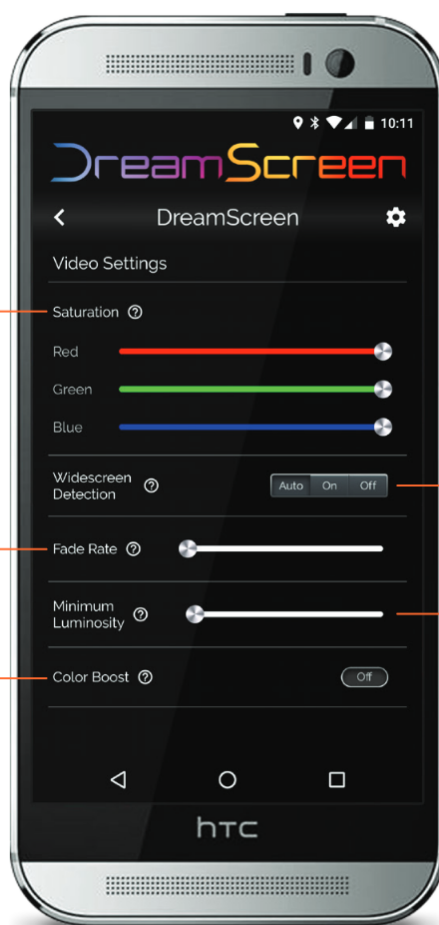 10:11
DreamScreen
DreamScreen
Video Settings
Saturation ?
Red
Green
Blue
Widescreen
Detection ?
Auto On Off
Fade Rate ?
Minimum
Luminosity ?
Color Boost ?
Off
hTC